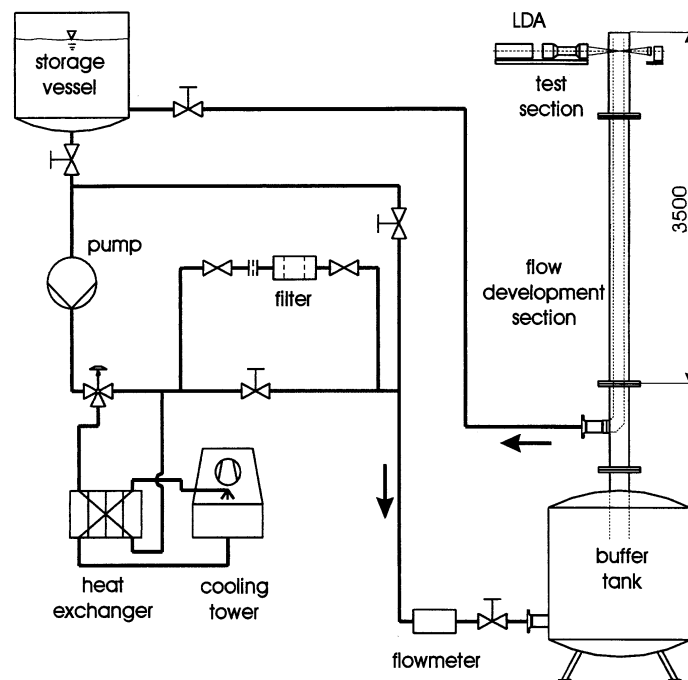 storage
vessel
LDA
test
section
3500
pump
filter
flow
development
section
heat
exchanger
cooling
tower
buffer
tank
flowmeter